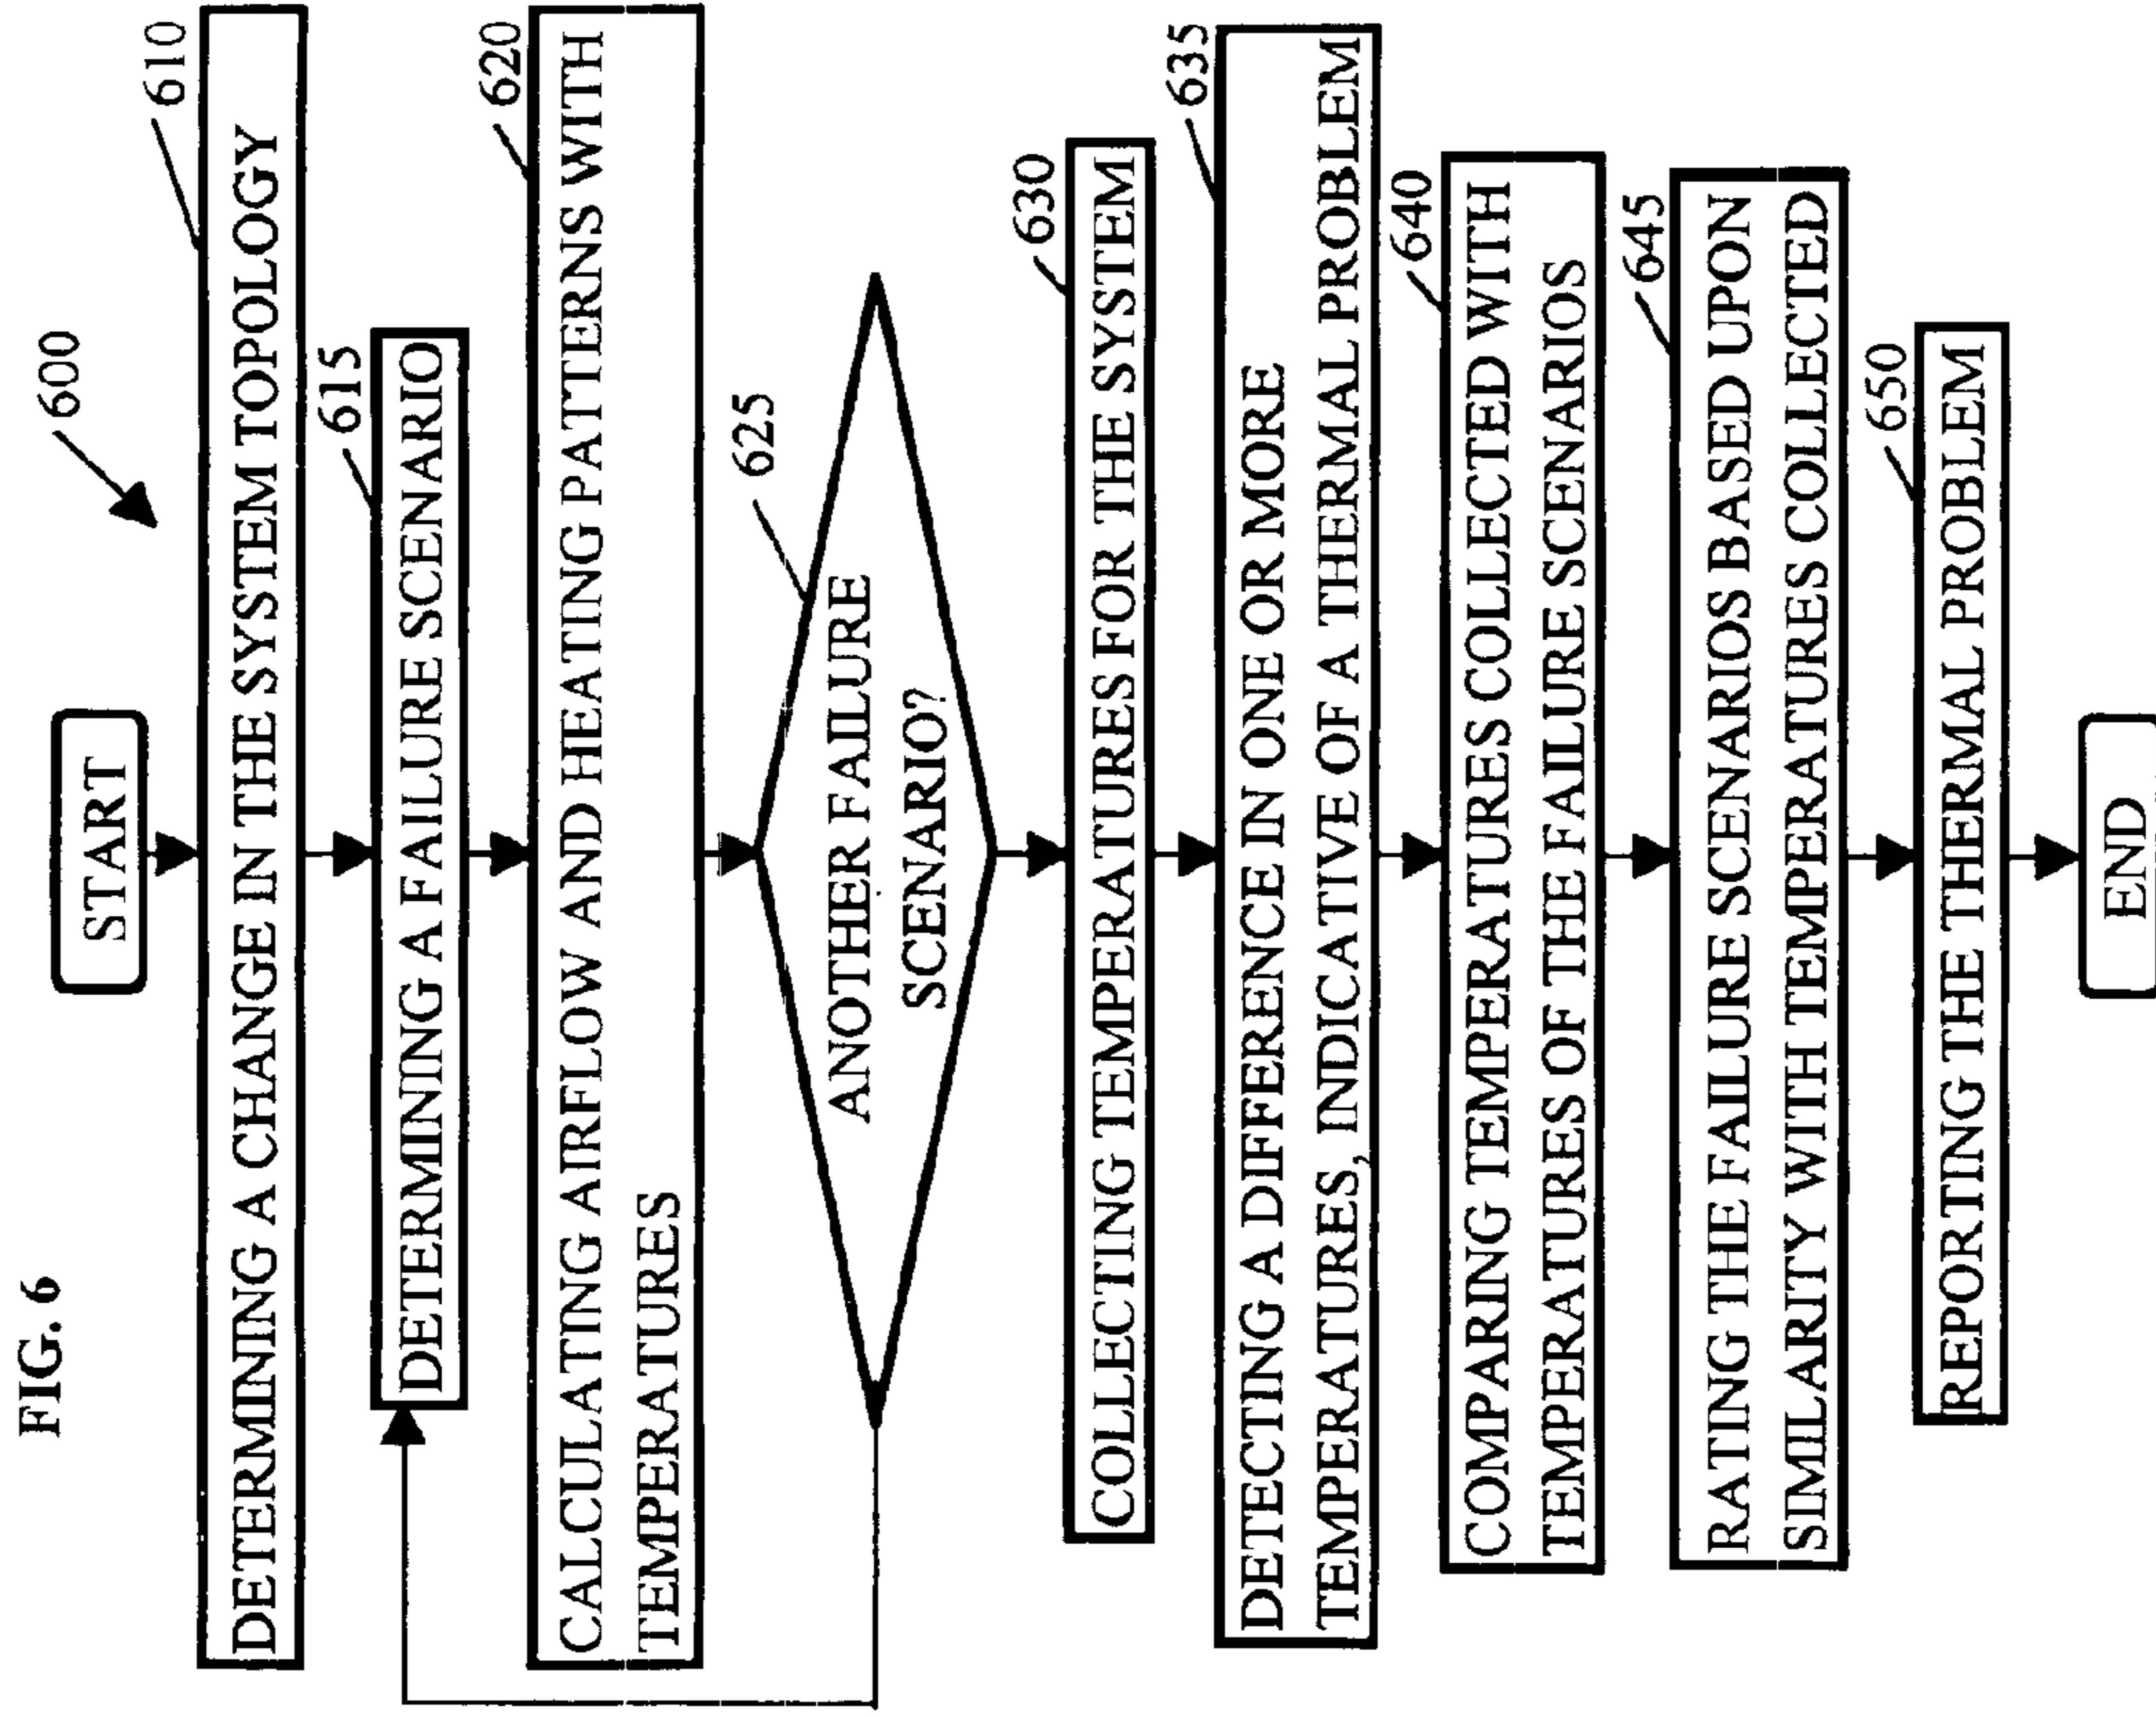 FIG. 6
600
START
610
DETERMINING A CHANGE IN THE SYSTEM TOPOLOGY
615
DETERMINING A FAILURE SCENARIO
620
CALCULATING AIRFLOW AND HEATING PATTERNS WITH
TEMPERATURES
625
ANOTHER FAILURE
SCENARIO?
630
COLLECTING TEMPERATURES FOR THE SYSTEM
635
DETECTING A DIFFERENCE IN ONE OR MORE
TEMPERATURES, INDICATIVE OF A THERMAL PROBLEM
640
COMPARING TEMPERATURES COLLECTED WITH
TEMPERATURES OF THE FAILURE SCENARIOS
645
RATING THE FAILURE SCENARIOS BASED UPON
SIMILARITY WITH TEMPERATURES COLLECTED
650
REPORTING THE THERMAL PROBLEM
END